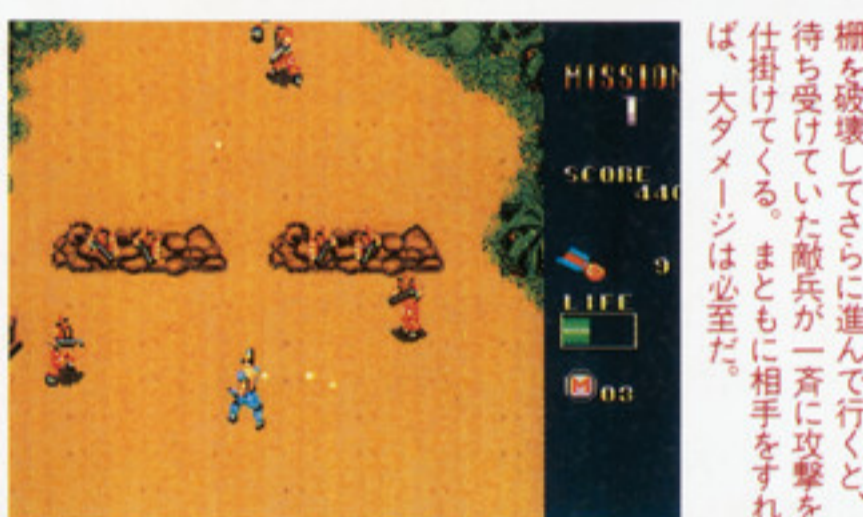 MISSION
1
SCORE
440
9
LIFE
M 03
柵を破壊してさらに進んで行くと、
待ち受けていた敵兵が一斉に攻撃を
仕掛けてくる。まともに相手をすれ
ば、大ダメージは必至だ。